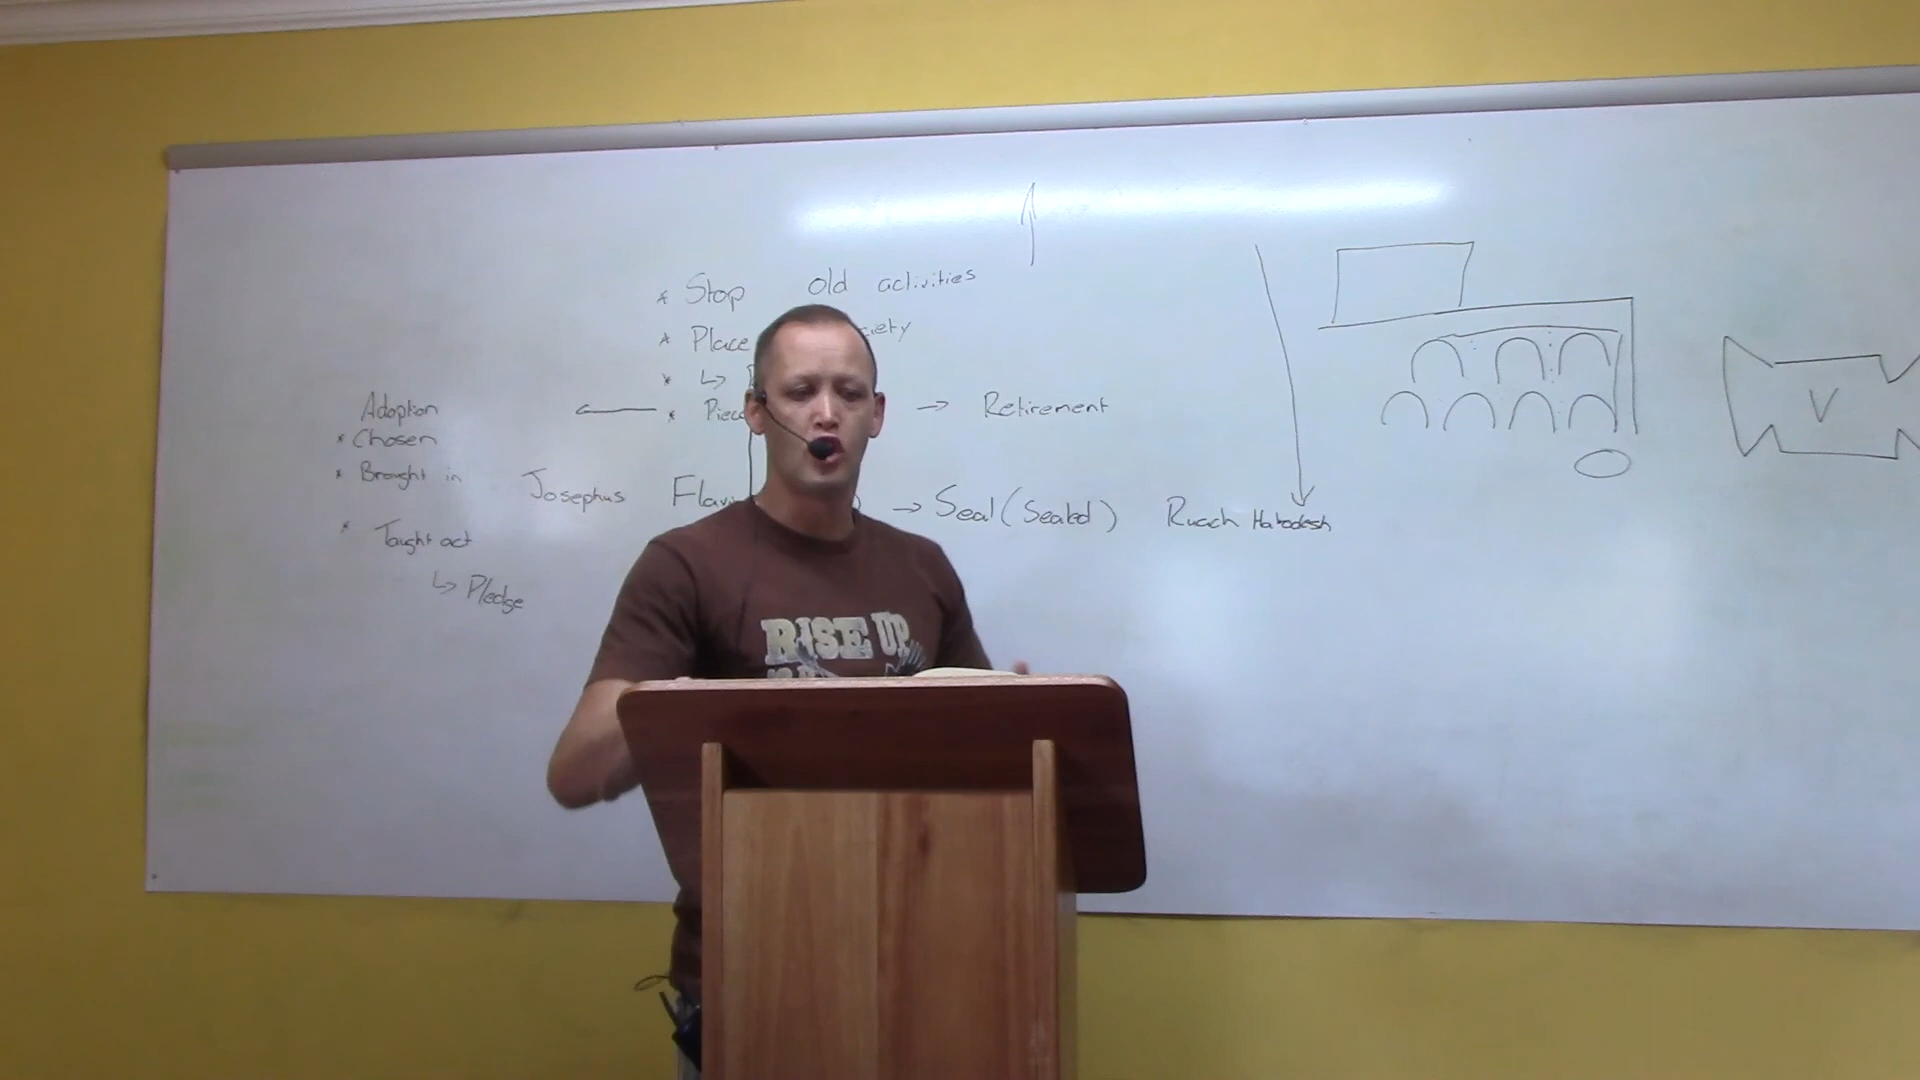 * Stop old activities
* Place
* ↳
Adoption ← * Piec → Retirement
* Chosen
* Brought in
Josephus Flavi → Seal (Sealed) Ruach Hakodesh
* Taught act
↳ Pledge
V
RISE UP